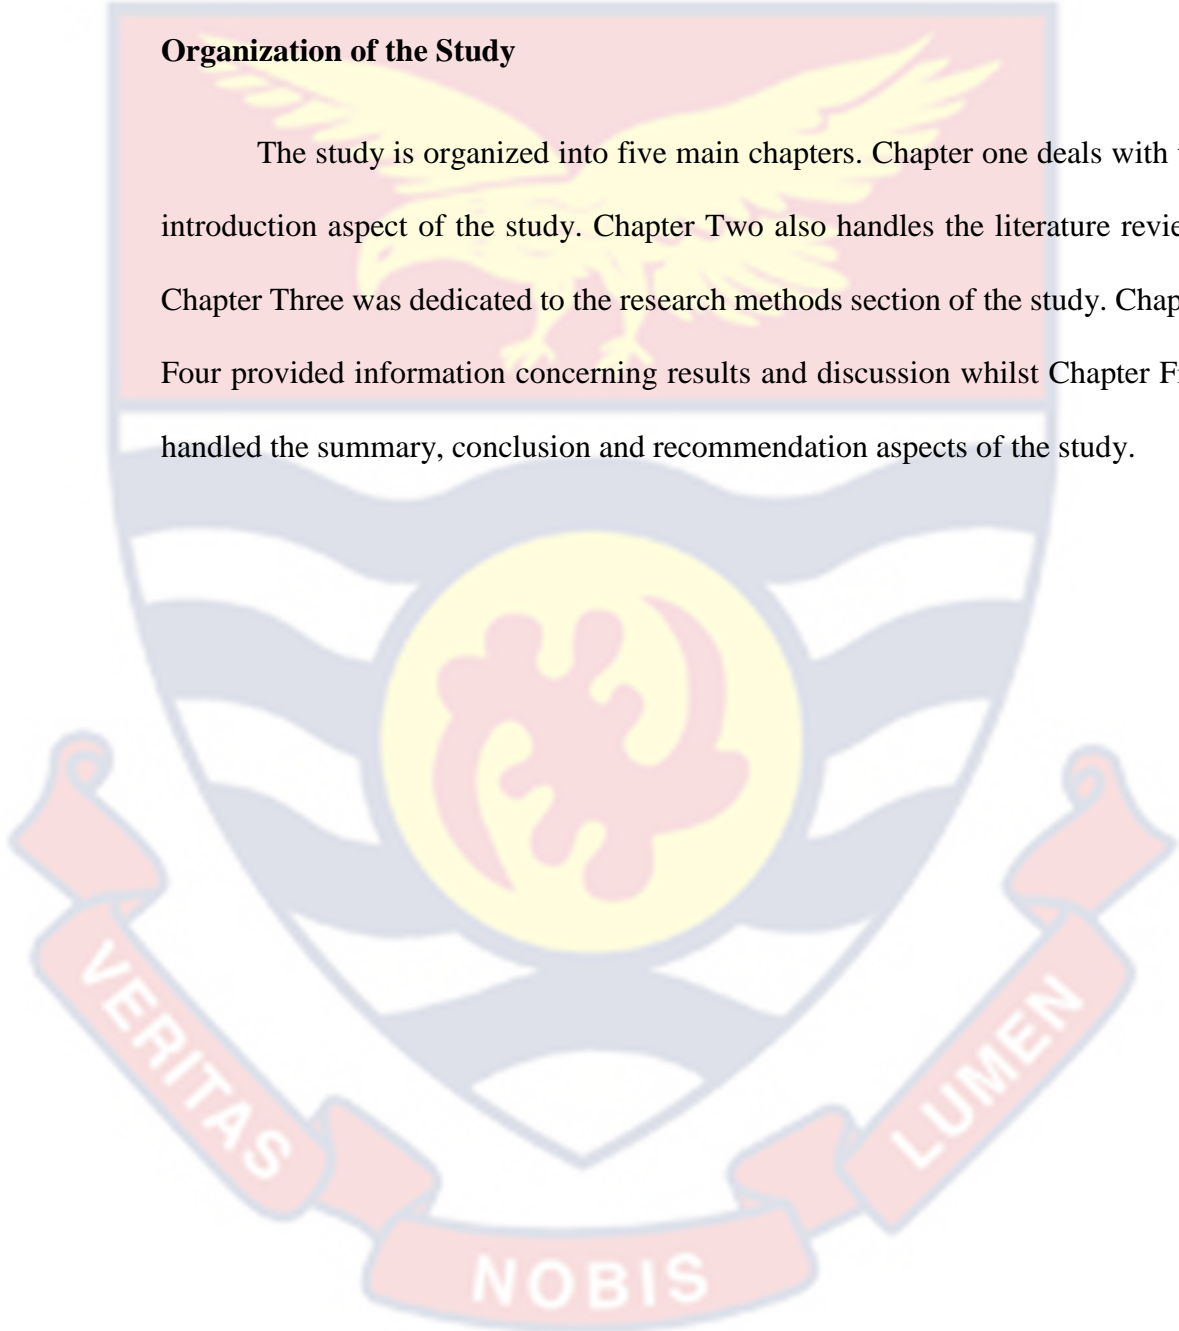 Organization of the Study
The study is organized into five main chapters. Chapter one deals with
introduction aspect of the study. Chapter Two also handles the literature
Chapter Three was dedicated to the research methods section of the study.
Four provided information concerning results and discussion whilst Chapter
handled the summary, conclusion and recommendation aspects of the study.
VERITAS
NOBIS
LUMEN